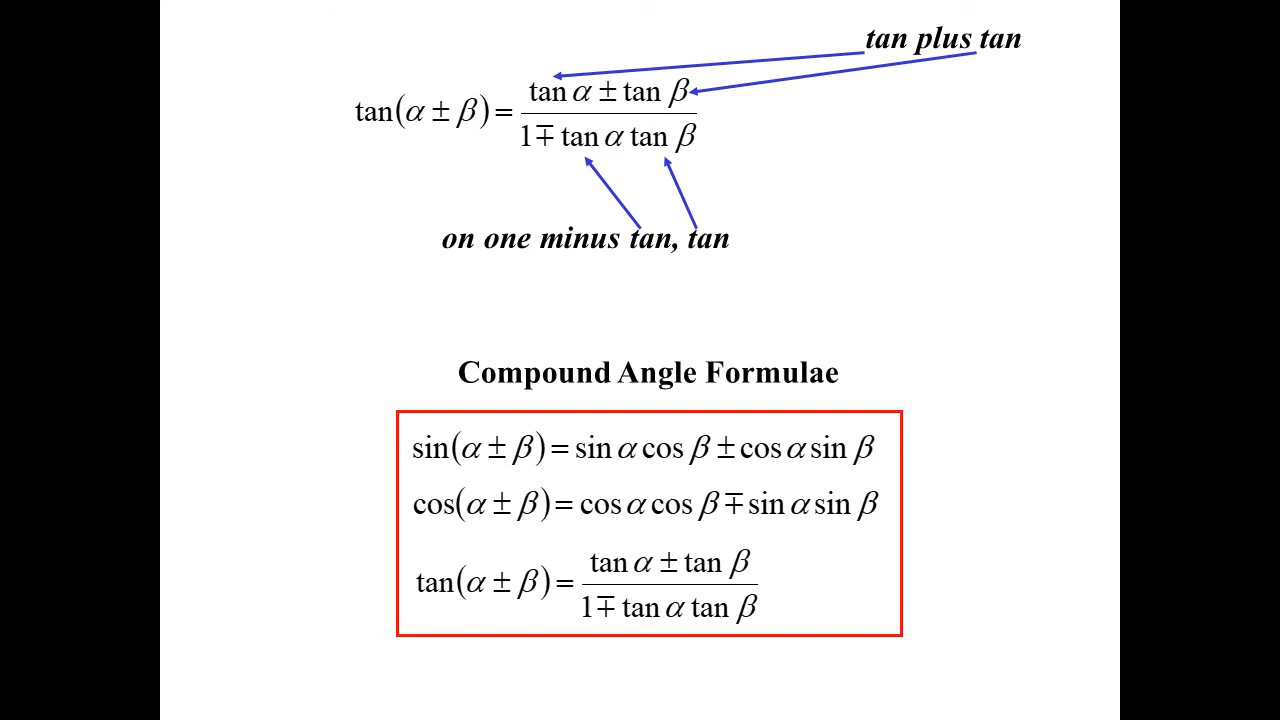 tan plus tan
tan(α ± β) = (tan α ± tan β)/(1 ∓ tan α tan β)
on one minus tan, tan
Compound Angle Formulae
sin(α ± β) = sin α cos β ± cos α sin β
cos(α ± β) = cos α cos β ∓ sin α sin β
tan(α ± β) = (tan α ± tan β)/(1 ∓ tan α tan β)